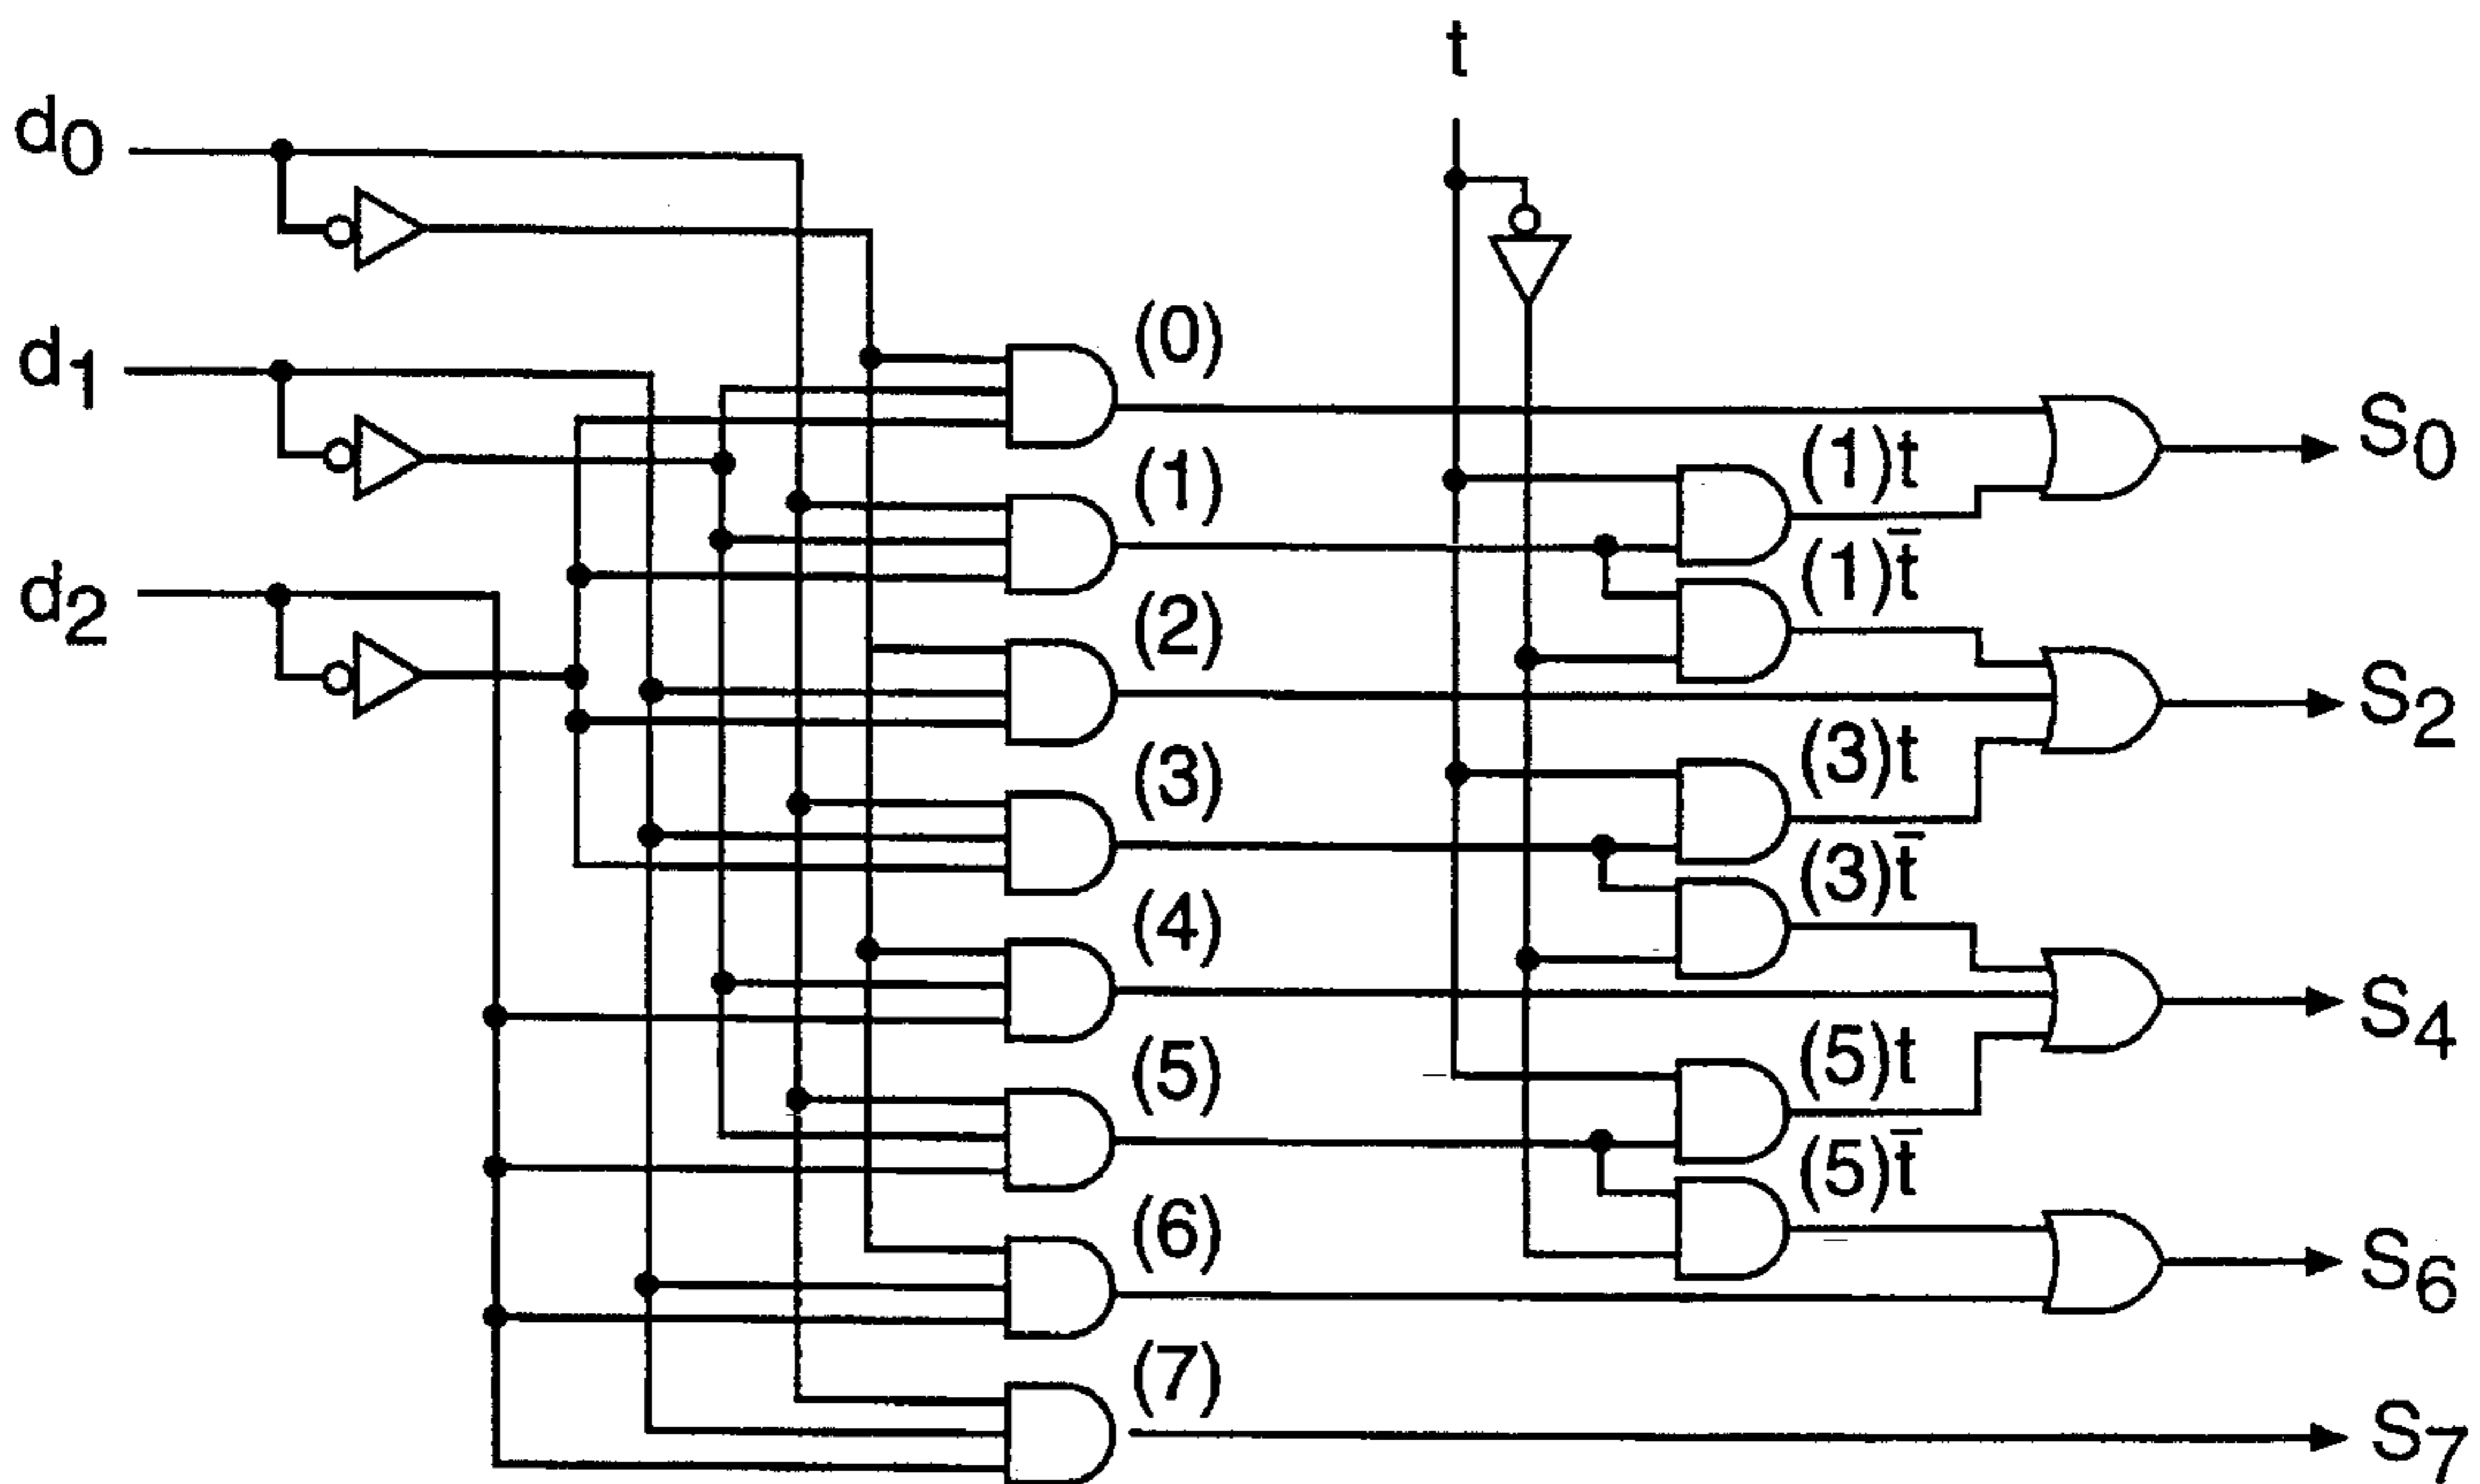 t
d0
d1
d2
(0)
(1)
(2)
(3)
(4)
(5)
(6)
(7)
(1)t
(1)t̄
(3)t
(3)t̄
(5)t
(5)t̄
S0
S2
S4
S6
S7